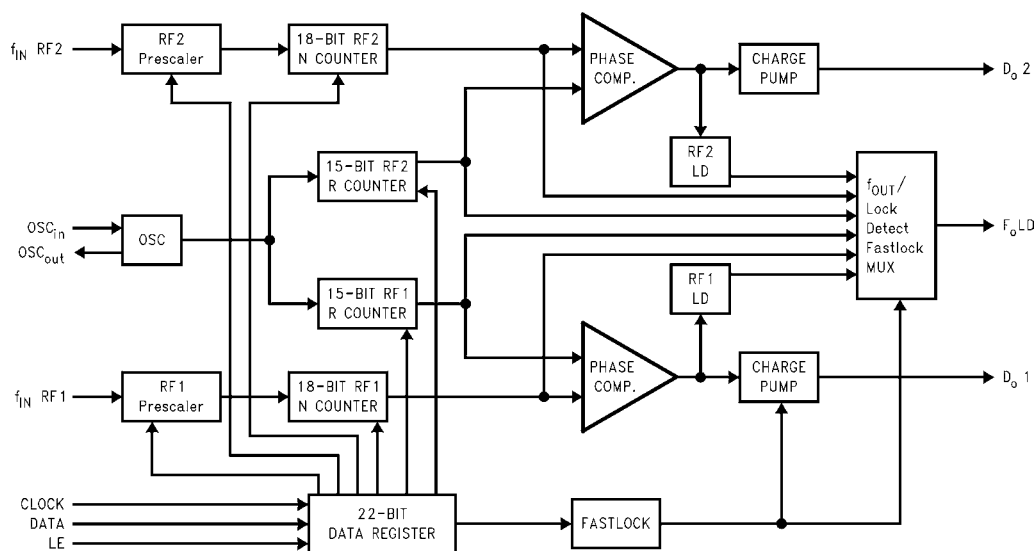 f_IN RF2
RF2
Prescaler
18-BIT RF2
N COUNTER
PHASE
COMP.
CHARGE
PUMP
D_o 2
15-BIT RF2
R COUNTER
RF2
LD
f_OUT/
Lock
Detect
Fastlock
MUX
F_oLD
OSC_in
OSC_out
OSC
15-BIT RF1
R COUNTER
RF1
LD
f_IN RF1
RF1
Prescaler
18-BIT RF1
N COUNTER
PHASE
COMP.
CHARGE
PUMP
D_o 1
CLOCK
DATA
LE
22-BIT
DATA REGISTER
FASTLOCK